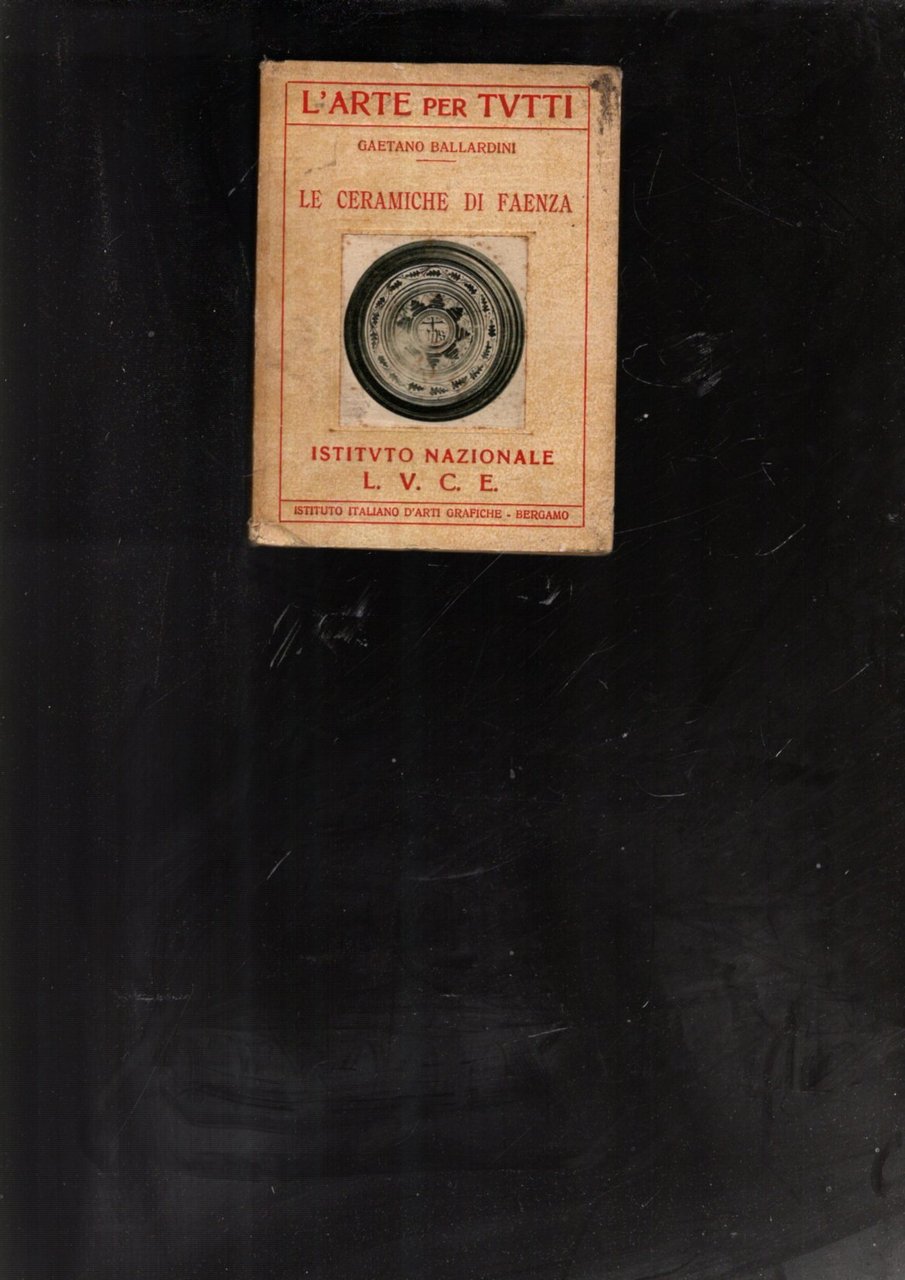 L'ARTE PER TVTTI
GAETANO BALLARDINI
LE CERAMICHE DI FAENZA
ISTITVTO NAZIONALE
L. V. C. E.
ISTITUTO ITALIANO D'ARTI GRAFICHE - BERGAMO